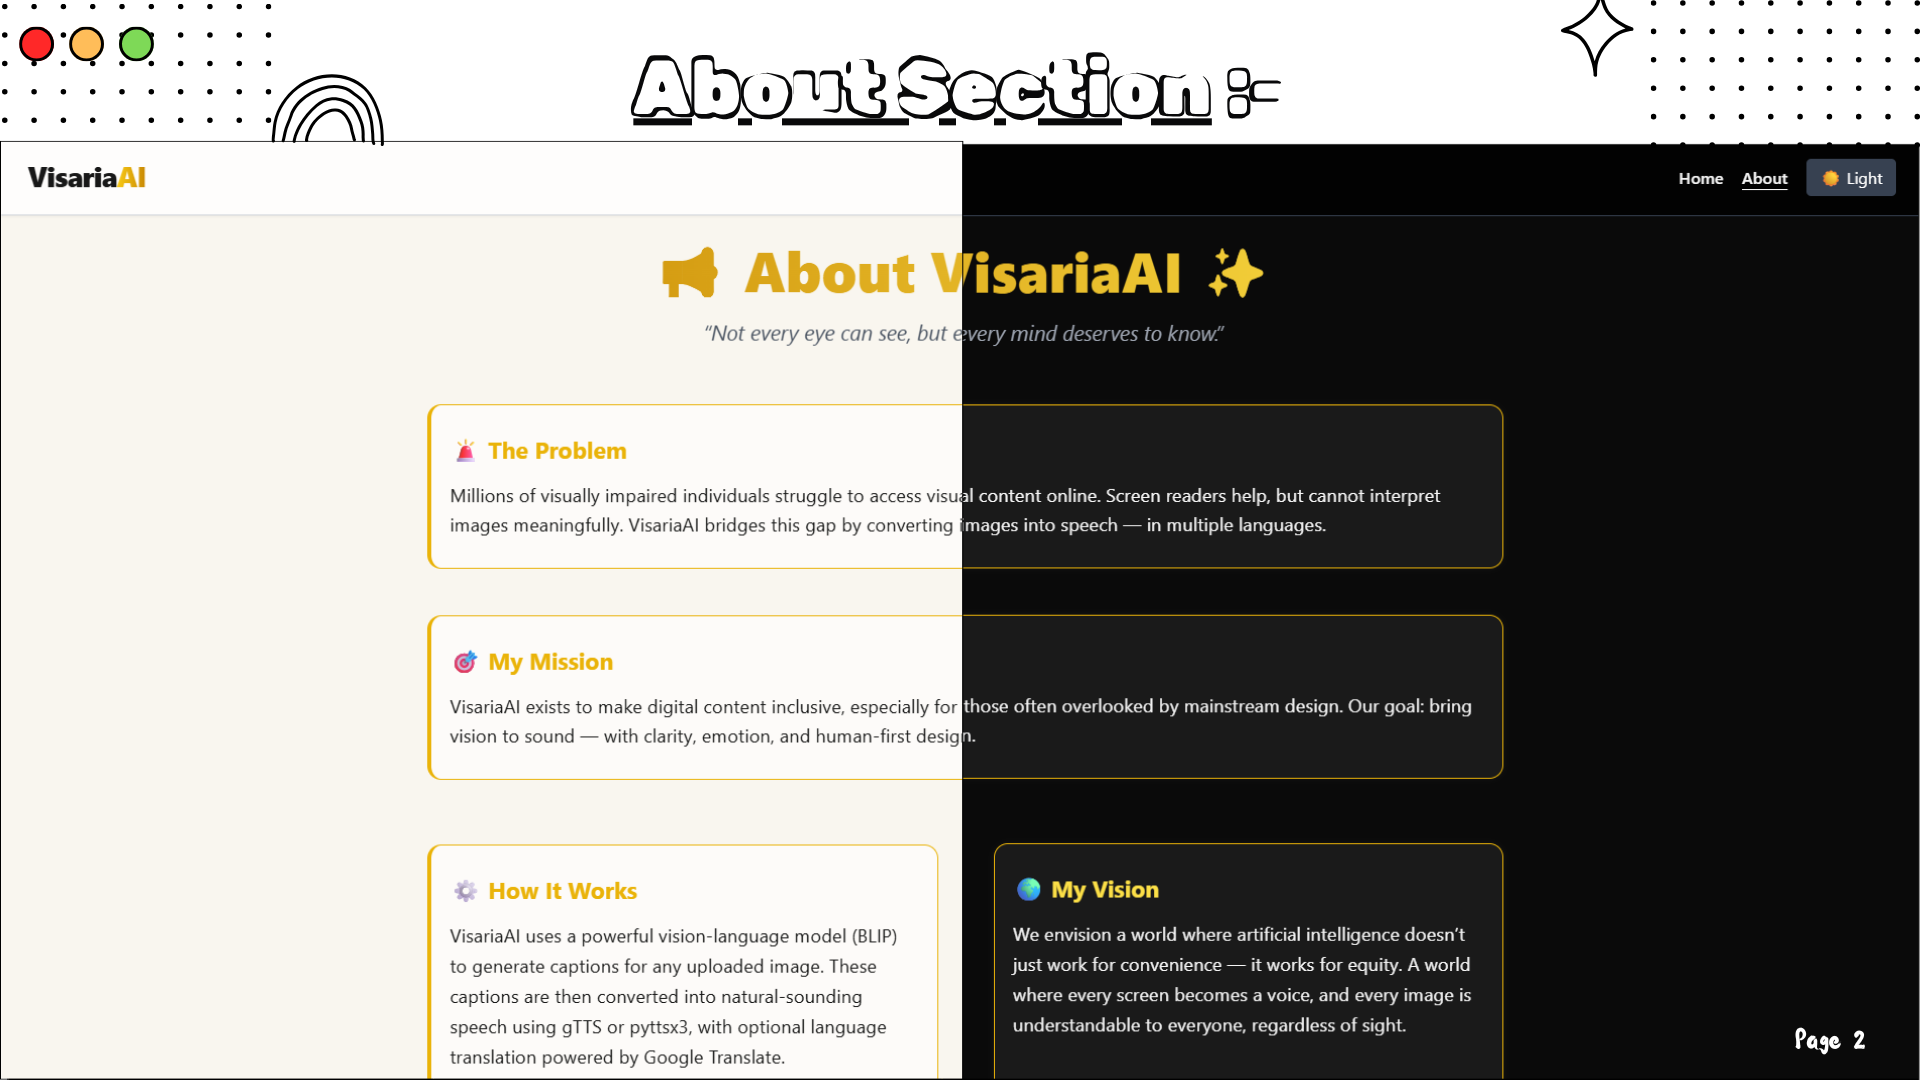 About Section :-
VisariaAI
Home About Light
About VisariaAI
“Not every eye can see, but every mind deserves to know.”
The Problem
Millions of visually impaired individuals struggle to access visual content online. Screen readers help, but cannot interpret
images meaningfully. VisariaAI bridges this gap by converting images into speech — in multiple languages.
My Mission
VisariaAI exists to make digital content inclusive, especially for those often overlooked by mainstream design. Our goal: bring
vision to sound — with clarity, emotion, and human-first design.
How It Works
VisariaAI uses a powerful vision-language model (BLIP)
to generate captions for any uploaded image. These
captions are then converted into natural-sounding
speech using gTTS or pyttsx3, with optional language
translation powered by Google Translate.
My Vision
We envision a world where artificial intelligence doesn’t
just work for convenience — it works for equity. A world
where every screen becomes a voice, and every image is
understandable to everyone, regardless of sight.
Page 2